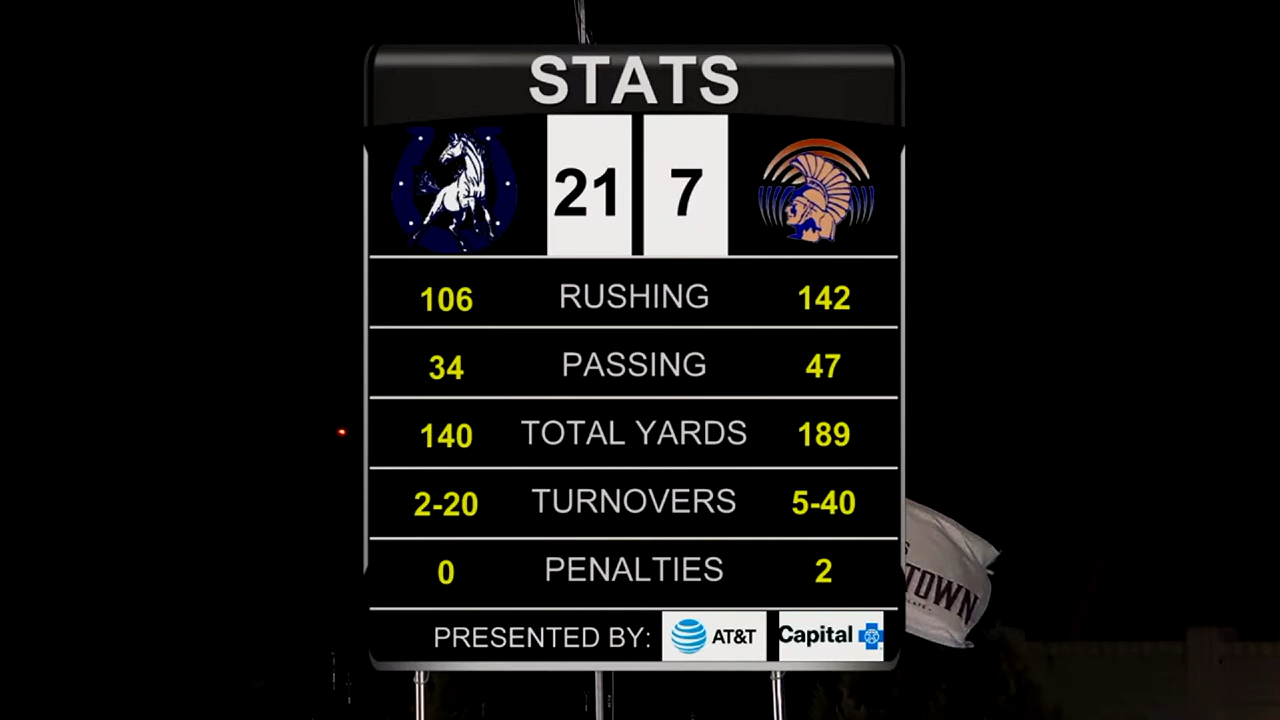 STATS
21 7
106 RUSHING 142
34 PASSING 47
140 TOTAL YARDS 189
2-20 TURNOVERS 5-40
0 PENALTIES 2
PRESENTED BY: AT&T Capital
TOWN